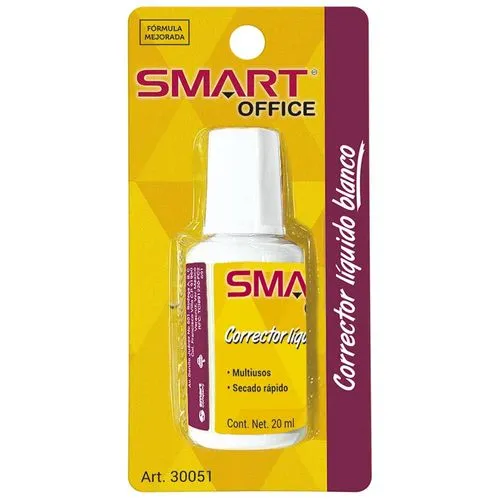 FÓRMULA
MEJORADA
SMART®
OFFICE
Corrector líquido blanco
SMA
O
Corrector líqu
• Multiusos
• Secado rápido
Cont. Net. 20 ml
smart
Art. 30051